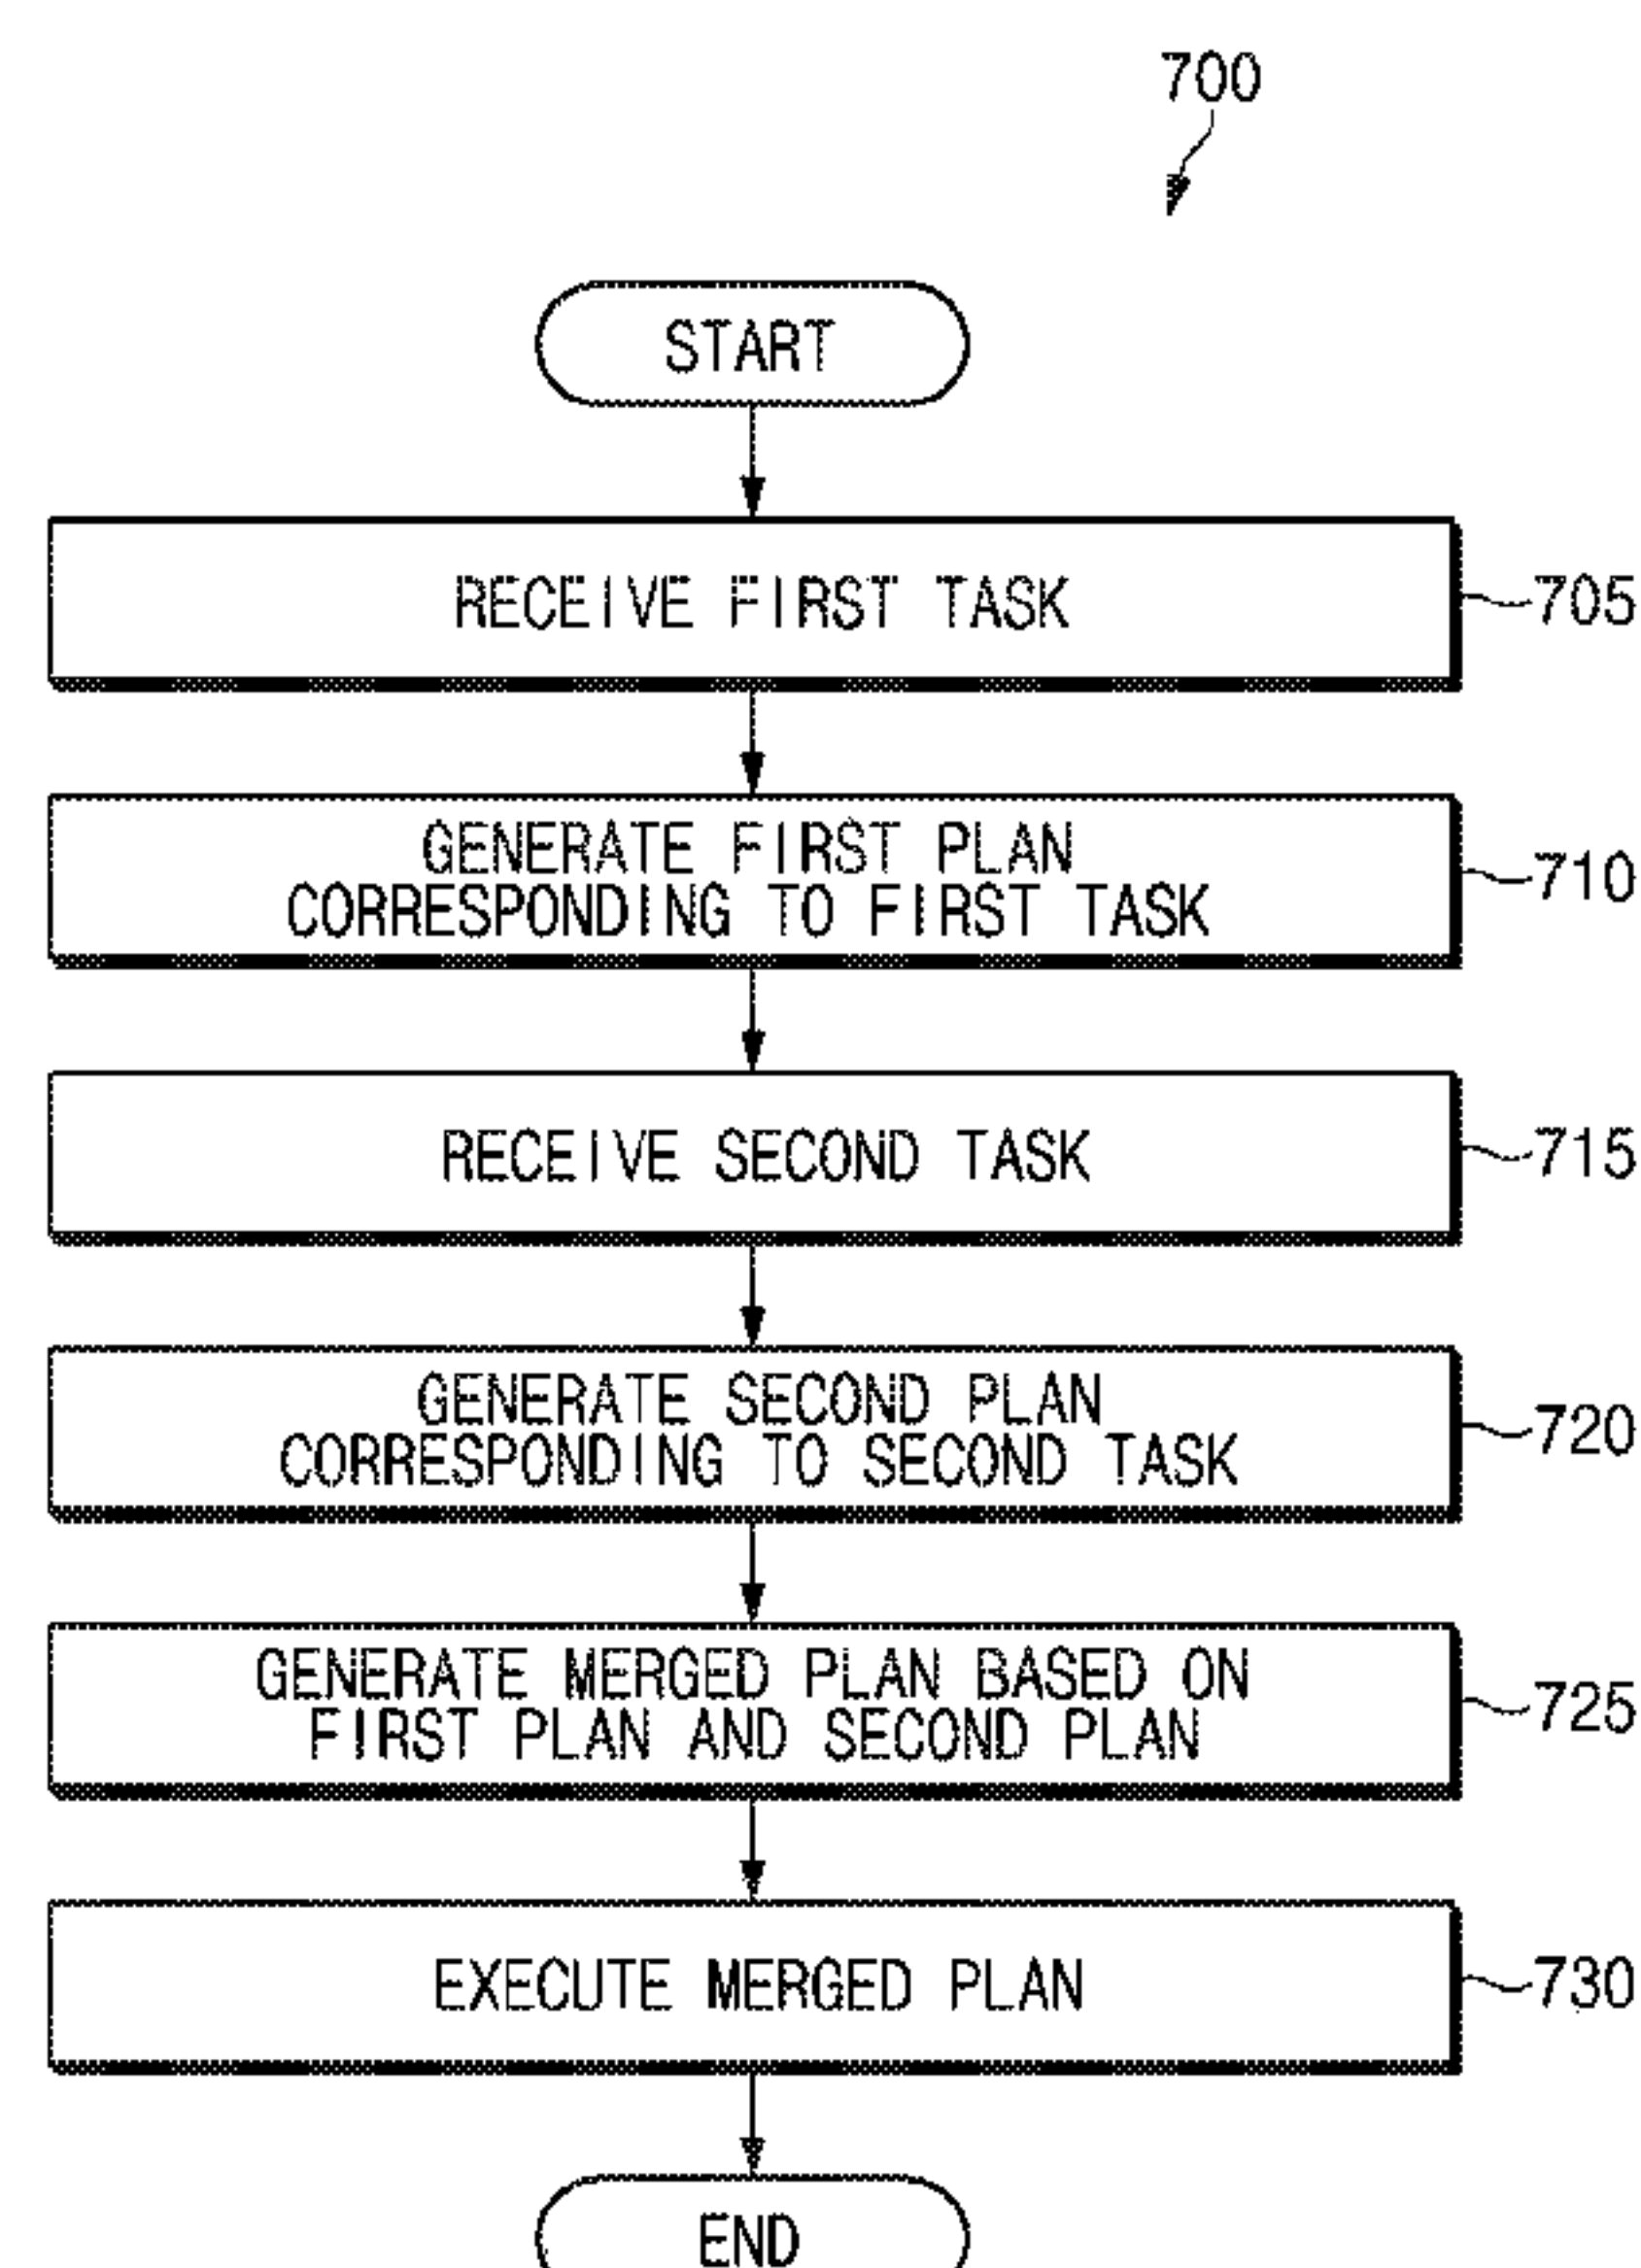 700
START
RECEIVE FIRST TASK
705
GENERATE FIRST PLAN
CORRESPONDING TO FIRST TASK
710
RECEIVE SECOND TASK
715
GENERATE SECOND PLAN
CORRESPONDING TO SECOND TASK
720
GENERATE MERGED PLAN BASED ON
FIRST PLAN AND SECOND PLAN
725
EXECUTE MERGED PLAN
730
END